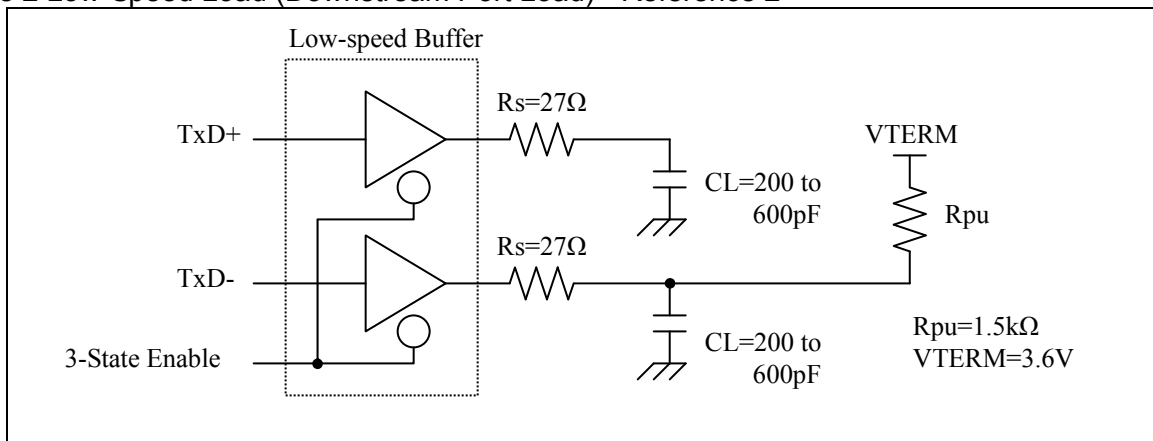 Low-speed Buffer
Rs=27Ω
TxD+
VTERM
CL=200 to
600pF
Rpu
Rs=27Ω
TxD-
CL=200 to
600pF
Rpu=1.5kΩ
VTERM=3.6V
3-State Enable